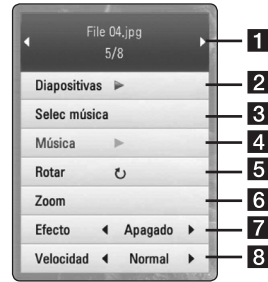 File 04.jpg 1
5/8
Diapositivas 2
Selec música 3
Música 4
Rotar 5
Zoom 6
Efecto Apagado 7
Velocidad Normal 8